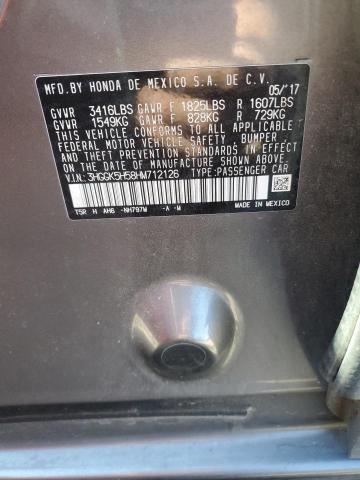 MFD.BY HONDA DE MEXICO S.A. DE C.V.
05/'17
GVWR 3416LBS GAWR F 1825LBS R 1607LBS
GVWR 1549KG GAWR F 828KG R 729KG
THIS VEHICLE CONFORMS TO ALL APPLICABLE
FEDERAL MOTOR VEHICLE SAFETY, BUMPER
AND THEFT PREVENTION STANDARDS IN EFFECT
ON THE DATE OF MANUFACTURE SHOWN ABOVE.
V.I.N: 3HGGK5H58HM712126 TYPE:PASSENGER CAR
T5R H AH6 -NH797M -A -M MADE IN MEXICO